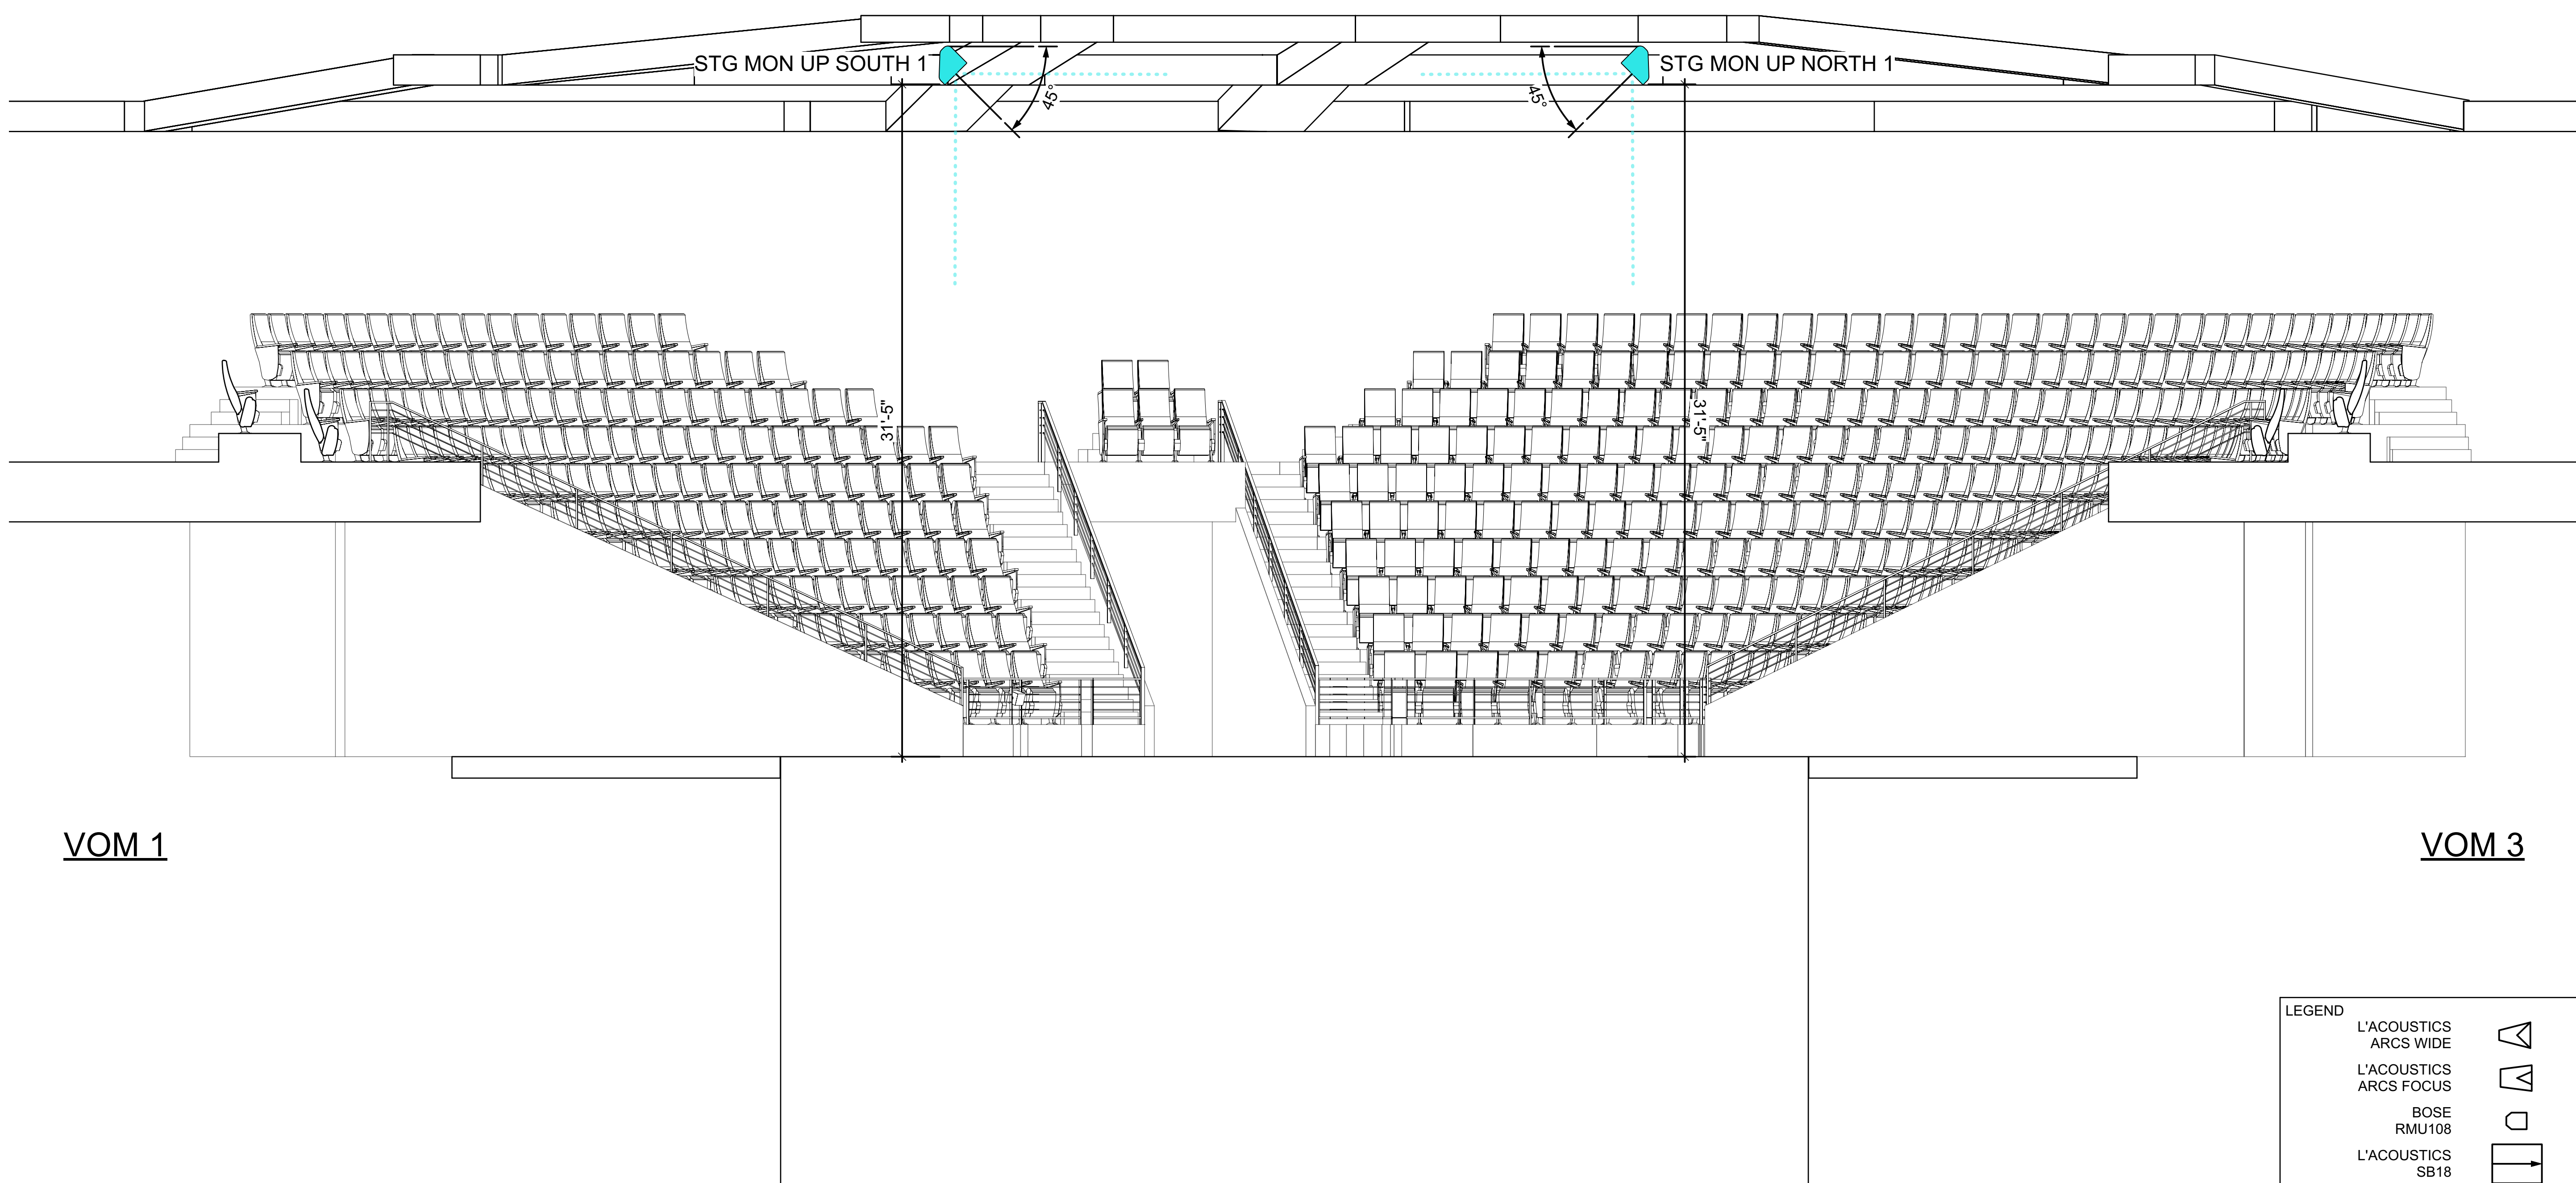 STG MON UP SOUTH 1
STG MON UP NORTH 1
45°
45°
31'-5"
31'-5"
VOM 1
VOM 3
LEGEND
L'ACOUSTICS
ARCS WIDE
L'ACOUSTICS
ARCS FOCUS
BOSE
RMU108
L'ACOUSTICS
SB18